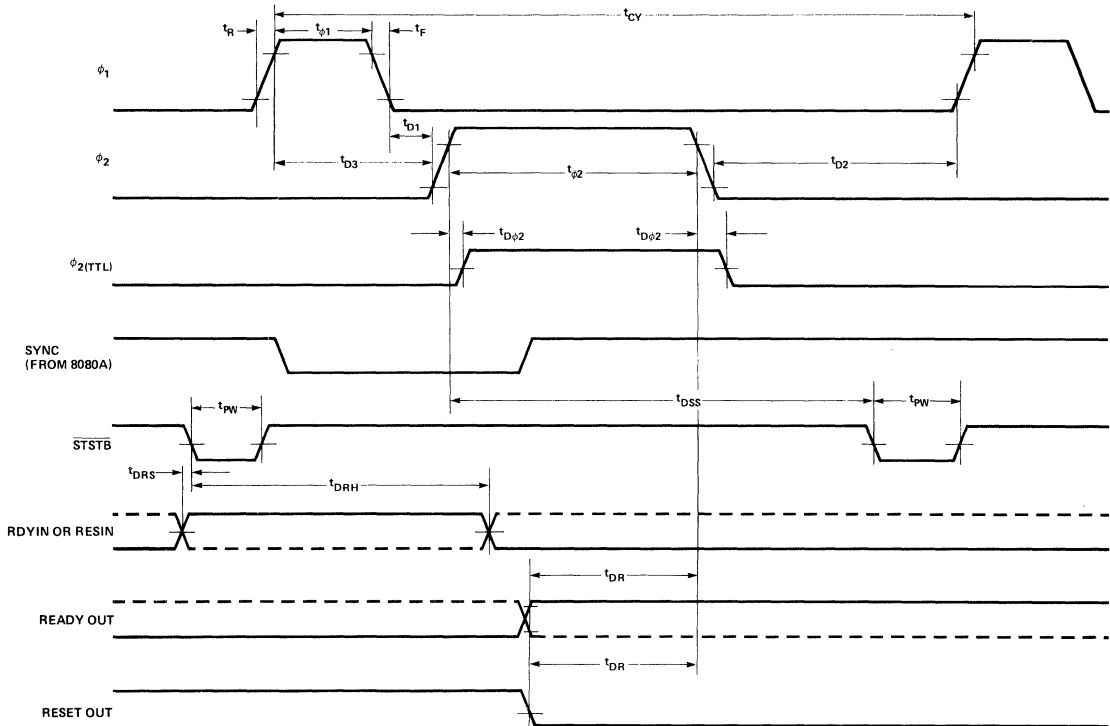 tCY
tR
tϕ1
tF
ϕ1
tD1
ϕ2
tD3
tϕ2
tD2
tDϕ2
tDϕ2
ϕ2(TTL)
SYNC
(FROM 8080A)
tPW
tDSS
tPW
STSTB
tDRS
tDRH
RDYIN OR RESIN
tDR
READY OUT
tDR
RESET OUT